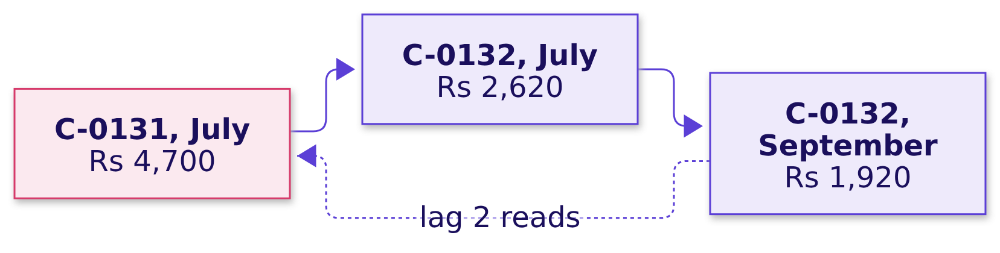 C-0131, July
Rs 4,700
C-0132, July
Rs 2,620
C-0132,
September
Rs 1,920
lag 2 reads